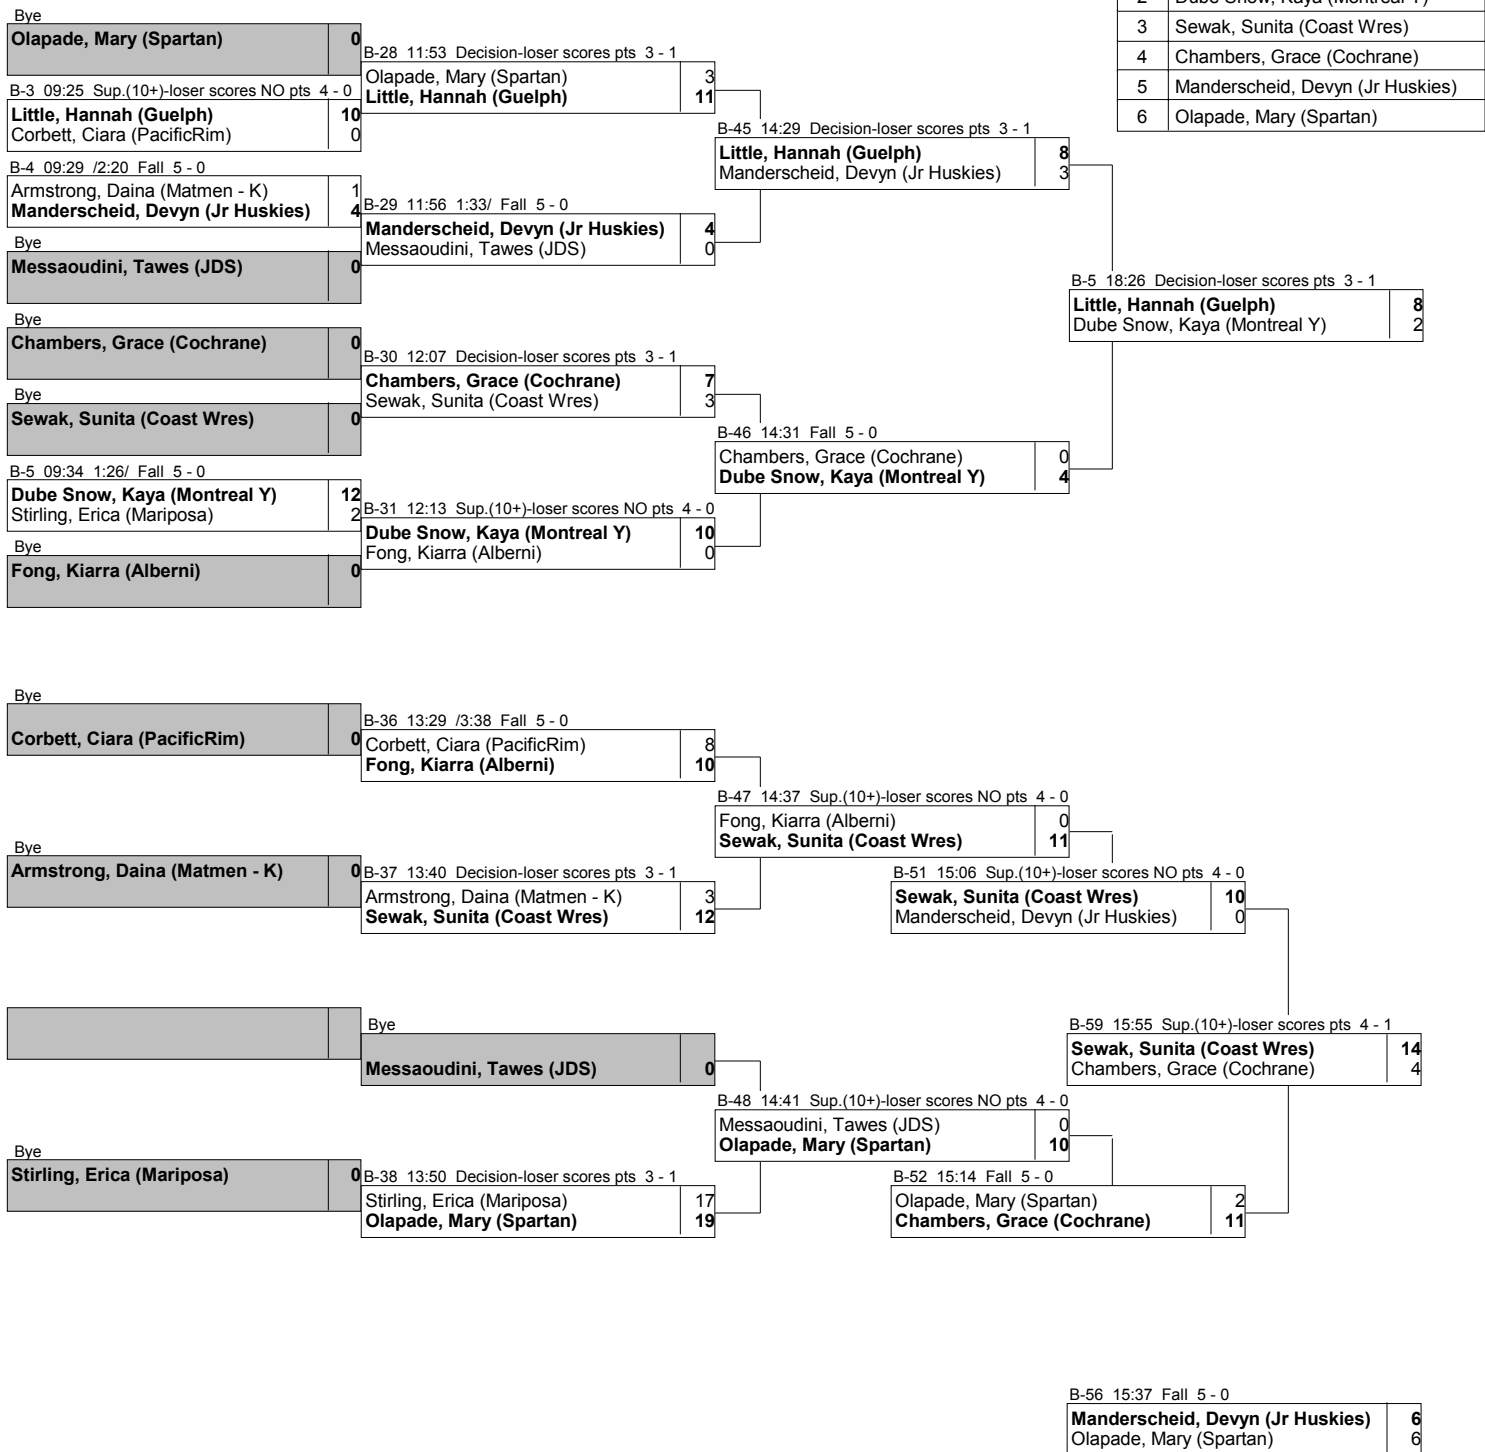 2 Dube Snow, Kaya (Montreal Y)
3 Sewak, Sunita (Coast Wres)
4 Chambers, Grace (Cochrane)
5 Manderscheid, Devyn (Jr Huskies)
6 Olapade, Mary (Spartan)
Bye
Olapade, Mary (Spartan) 0
B-3 09:25 Sup.(10+)-loser scores NO pts 4 - 0
Little, Hannah (Guelph) 10
Corbett, Ciara (PacificRim) 0
B-4 09:29 /2:20 Fall 5 - 0
Armstrong, Daina (Matmen - K) 1
Manderscheid, Devyn (Jr Huskies) 4
Bye
Messaoudini, Tawes (JDS) 0
Bye
Chambers, Grace (Cochrane) 0
Bye
Sewak, Sunita (Coast Wres) 0
B-5 09:34 1:26/ Fall 5 - 0
Dube Snow, Kaya (Montreal Y) 12
Stirling, Erica (Mariposa) 2
Bye
Fong, Kiarra (Alberni) 0
B-28 11:53 Decision-loser scores pts 3 - 1
Olapade, Mary (Spartan) 3
Little, Hannah (Guelph) 11
B-29 11:56 1:33/ Fall 5 - 0
Manderscheid, Devyn (Jr Huskies) 4
Messaoudini, Tawes (JDS) 0
B-30 12:07 Decision-loser scores pts 3 - 1
Chambers, Grace (Cochrane) 7
Sewak, Sunita (Coast Wres) 3
B-31 12:13 Sup.(10+)-loser scores NO pts 4 - 0
Dube Snow, Kaya (Montreal Y) 10
Fong, Kiarra (Alberni) 0
B-45 14:29 Decision-loser scores pts 3 - 1
Little, Hannah (Guelph) 8
Manderscheid, Devyn (Jr Huskies) 3
B-46 14:31 Fall 5 - 0
Chambers, Grace (Cochrane) 0
Dube Snow, Kaya (Montreal Y) 4
B-5 18:26 Decision-loser scores pts 3 - 1
Little, Hannah (Guelph) 8
Dube Snow, Kaya (Montreal Y) 2
Bye
Corbett, Ciara (PacificRim) 0
Bye
Armstrong, Daina (Matmen - K) 0
Bye
Stirling, Erica (Mariposa) 0
B-36 13:29 /3:38 Fall 5 - 0
Corbett, Ciara (PacificRim) 8
Fong, Kiarra (Alberni) 10
B-37 13:40 Decision-loser scores pts 3 - 1
Armstrong, Daina (Matmen - K) 3
Sewak, Sunita (Coast Wres) 12
Bye
Messaoudini, Tawes (JDS) 0
B-38 13:50 Decision-loser scores pts 3 - 1
Stirling, Erica (Mariposa) 17
Olapade, Mary (Spartan) 19
B-47 14:37 Sup.(10+)-loser scores NO pts 4 - 0
Fong, Kiarra (Alberni) 0
Sewak, Sunita (Coast Wres) 11
B-48 14:41 Sup.(10+)-loser scores NO pts 4 - 0
Messaoudini, Tawes (JDS) 0
Olapade, Mary (Spartan) 10
B-51 15:06 Sup.(10+)-loser scores NO pts 4 - 0
Sewak, Sunita (Coast Wres) 10
Manderscheid, Devyn (Jr Huskies) 0
B-52 15:14 Fall 5 - 0
Olapade, Mary (Spartan) 2
Chambers, Grace (Cochrane) 11
B-59 15:55 Sup.(10+)-loser scores pts 4 - 1
Sewak, Sunita (Coast Wres) 14
Chambers, Grace (Cochrane) 4
B-56 15:37 Fall 5 - 0
Manderscheid, Devyn (Jr Huskies) 6
Olapade, Mary (Spartan) 6